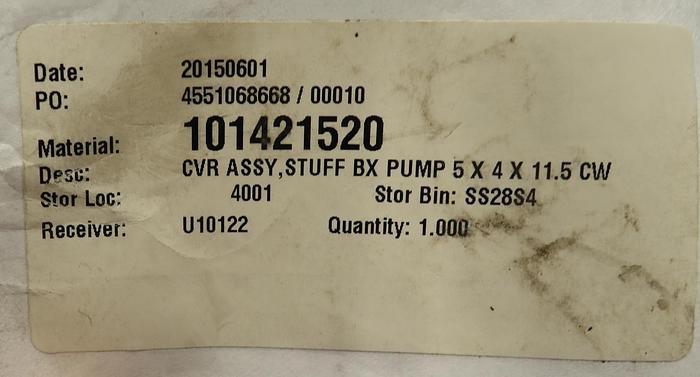 Date: 20150601
PO: 4551068668 / 00010
Material: 101421520
Desc: CVR ASSY,STUFF BX PUMP 5 X 4 X 11.5 CW
Stor Loc: 4001 Stor Bin: SS28S4
Receiver: U10122 Quantity: 1.000